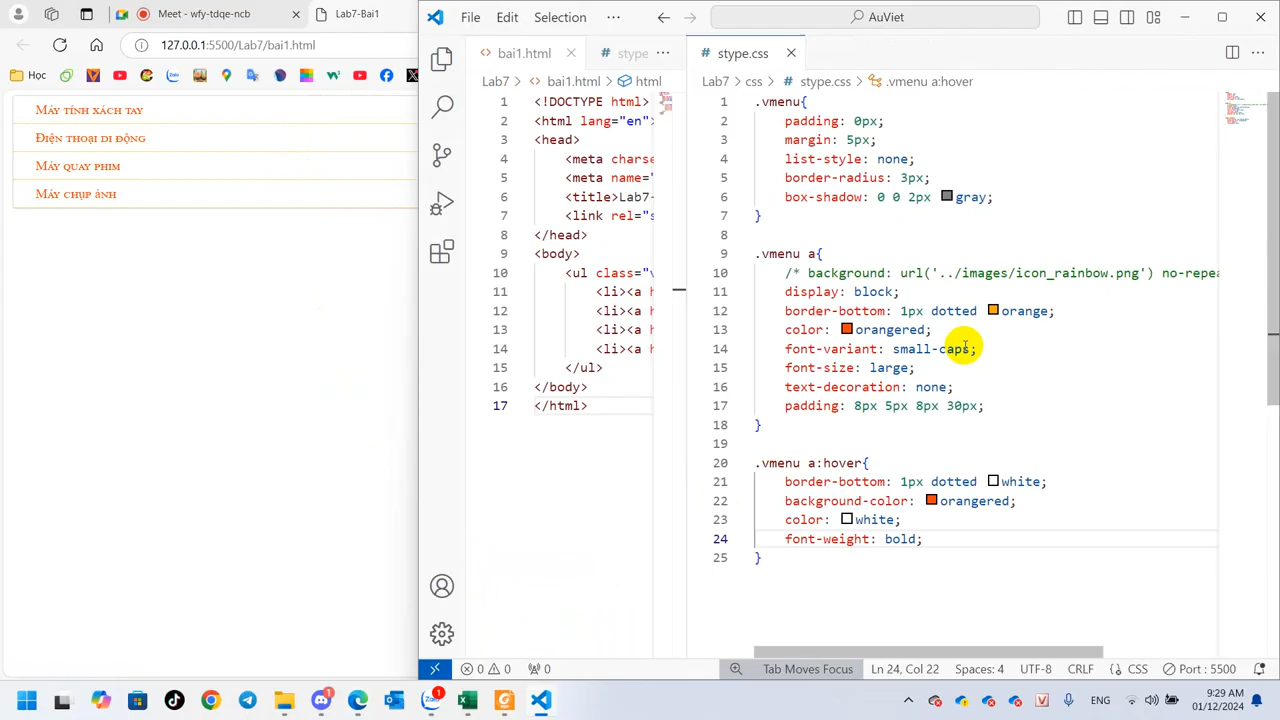 Meet - wfy-tdqe-ncb
Lab7-Bai1
127.0.0.1:5500/Lab7/bai1.html
Học
Máy tính xách tay
Điện thoại di động
Máy quay phim
Máy chụp ảnh
File Edit Selection ···
AuViet
bai1.html
stype
Lab7 > bai1.html > html
1 <!DOCTYPE html>
2 <html lang="en"
3 <head>
4 <meta charse
5 <meta name="
6 <title>Lab7-
7 <link rel="s
8 </head>
9 <body>
10 <ul class="v
11 <li><a h
12 <li><a h
13 <li><a h
14 <li><a h
15 </ul>
16 </body>
17 </html>
# stype.css
Lab7 > css > # stype.css > .vmenu a:hover
1 .vmenu{
2 padding: 0px;
3 margin: 5px;
4 list-style: none;
5 border-radius: 3px;
6 box-shadow: 0 0 2px gray;
7 }
8
9 .vmenu a{
10 /* background: url('../images/icon_rainbow.png') no-repea
11 display: block;
12 border-bottom: 1px dotted orange;
13 color: orangered;
14 font-variant: small-caps;
15 font-size: large;
16 text-decoration: none;
17 padding: 8px 5px 8px 30px;
18 }
19
20 .vmenu a:hover{
21 border-bottom: 1px dotted white;
22 background-color: orangered;
23 color: white;
24 font-weight: bold;
25 }
0 0 0
Tab Moves Focus
Ln 24, Col 22 Spaces: 4 UTF-8 CRLF CSS Port : 5500
ENG
9:29 AM
01/12/2024